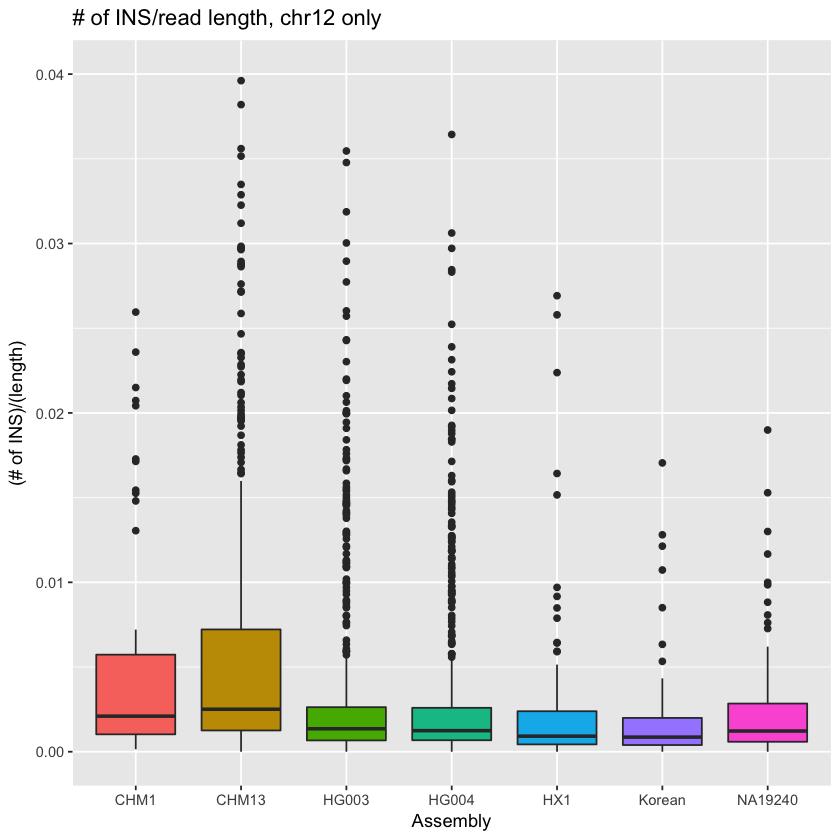 # of INS/read length, chr12 only
(# of INS)/(length)
0.04
0.03
0.02
0.01
0.00
CHM1 CHM13 HG003 HG004 HX1 Korean NA19240
Assembly